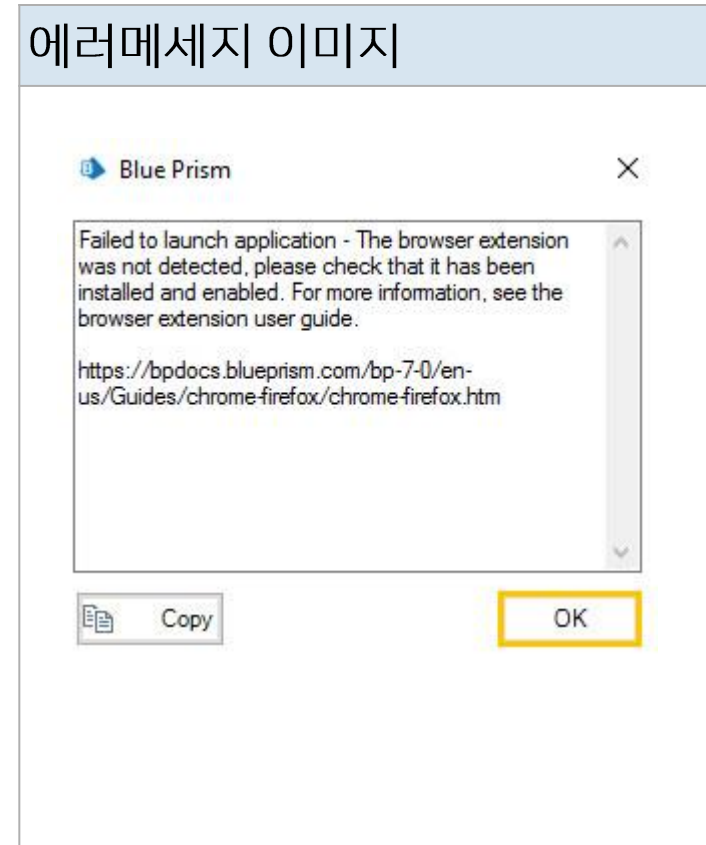 에러메세지 이미지
Blue Prism
Failed to launch application - The browser extension
was not detected, please check that it has been
installed and enabled. For more information, see the
browser extension user guide.
https://bpdocs.blueprism.com/bp-7-0/en-
us/Guides/chrome-firefox/chrome-firefox.htm
Copy
OK